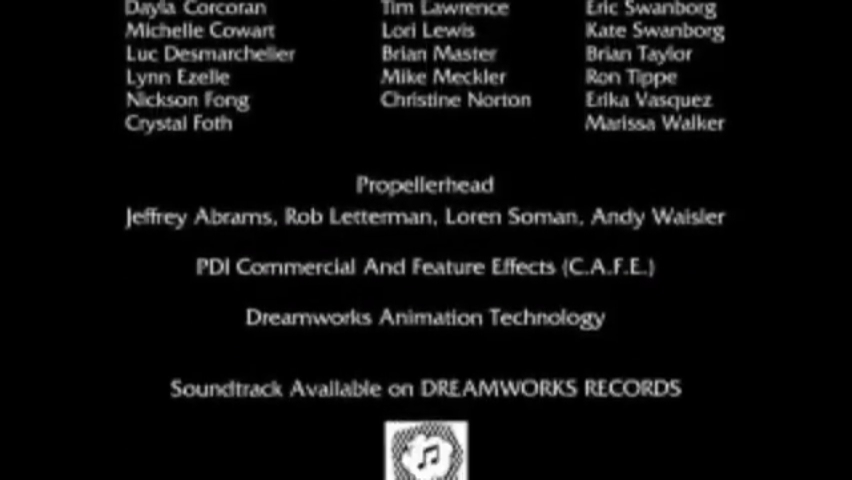 Dayla Corcoran Tim Lawrence Eric Swanborg
Michelle Cowart Lori Lewis Kate Swanborg
Luc Desmarchelier Brian Master Brian Taylor
Lynn Ezelle Mike Meckler Ron Tippe
Nickson Fong Christine Norton Erika Vasquez
Crystal Foth Marissa Walker
Propellerhead
Jeffrey Abrams, Rob Letterman, Loren Soman, Andy Waisler
PDI Commercial And Feature Effects (C.A.F.E.)
Dreamworks Animation Technology
Soundtrack Available on DREAMWORKS RECORDS